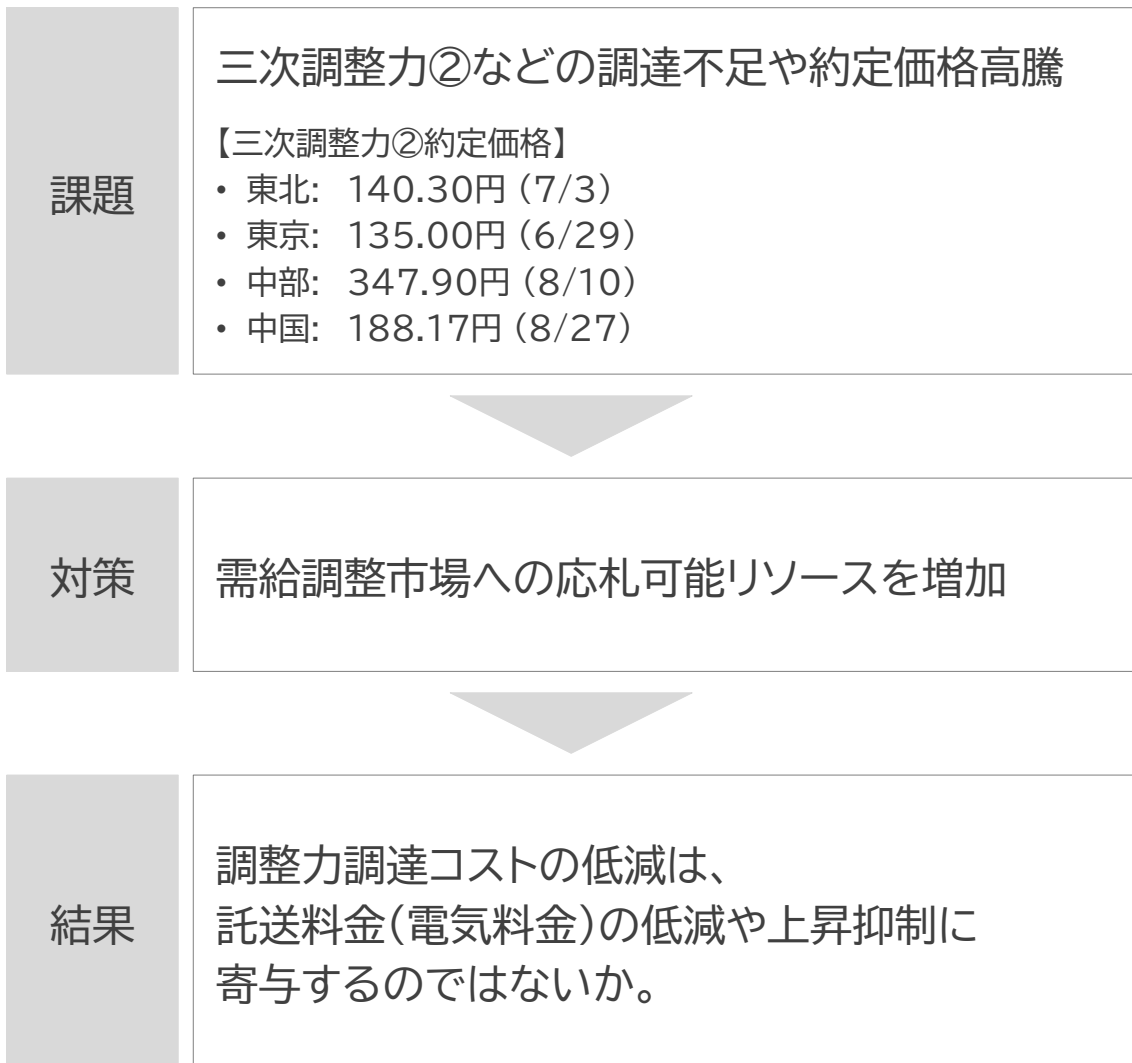 課題
三次調整力②などの調達不足や約定価格高騰
【三次調整力②約定価格】
• 東北: 140.30円 (7/3)
• 東京: 135.00円 (6/29)
• 中部: 347.90円 (8/10)
• 中国: 188.17円 (8/27)
対策
需給調整市場への応札可能リソースを増加
結果
調整力調達コストの低減は、
託送料金(電気料金)の低減や上昇抑制に
寄与するのではないか。